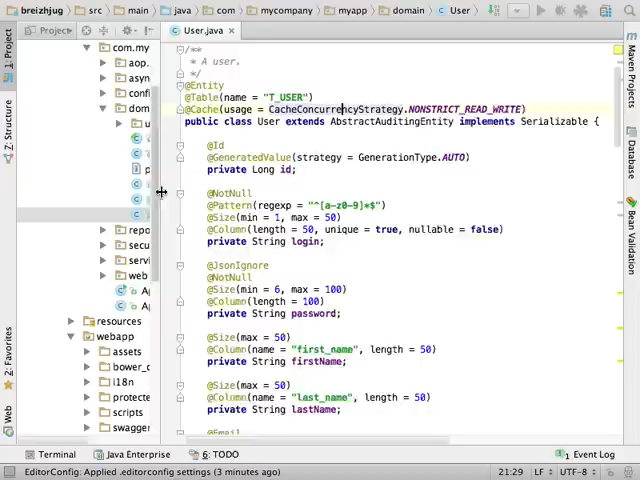 breizhjug
src
main
java
com
mycompany
myapp
domain
User
Project
User.java
1: Project
7: Structure
2: Favorites
Web
com.my
aop
asyn
confi
dom
u
p
repo
secu
servi
web
A
A
resources
webapp
assets
bower_c
i18n
protecte
scripts
swagger
/**
* A user.
*/
@Entity
@Table(name = "T_USER")
@Cache(usage = CacheConcurrencyStrategy.NONSTRICT_READ_WRITE)
public class User extends AbstractAuditingEntity implements Serializable {
@Id
@GeneratedValue(strategy = GenerationType.AUTO)
private Long id;
@NotNull
@Pattern(regexp = "^[a-z0-9]*$")
@Size(min = 1, max = 50)
@Column(length = 50, unique = true, nullable = false)
private String login;
@JsonIgnore
@NotNull
@Size(min = 6, max = 100)
@Column(length = 100)
private String password;
@Size(max = 50)
@Column(name = "first_name", length = 50)
private String firstName;
@Size(max = 50)
@Column(name = "last_name", length = 50)
private String lastName;
@Email
Maven Projects
Database
Bean Validation
Terminal
Java Enterprise
6: TODO
1 Event Log
EditorConfig: Applied .editorconfig settings (3 minutes ago)
21:29
LF
UTF-8